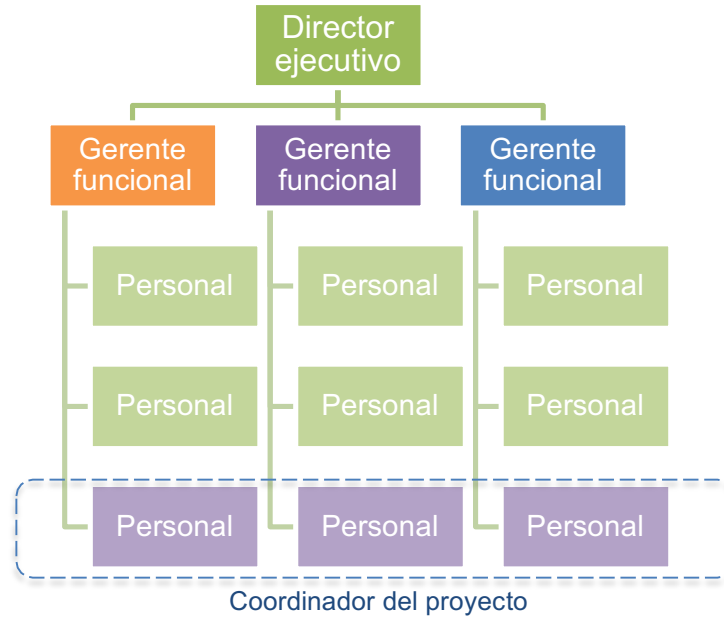 Director
ejecutivo
Gerente
funcional
Gerente
funcional
Gerente
funcional
Personal
Personal
Personal
Personal
Personal
Personal
Personal
Personal
Personal
Coordinador del proyecto